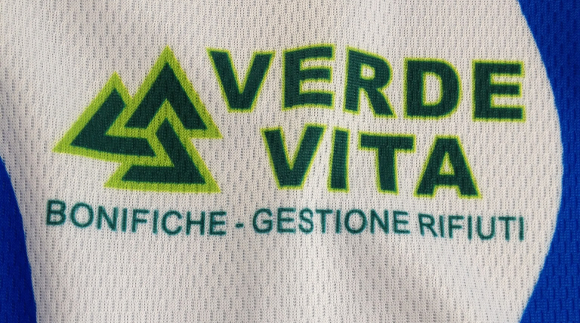 VERDE
VITA
BONIFICHE - GESTIONE RIFIUTI